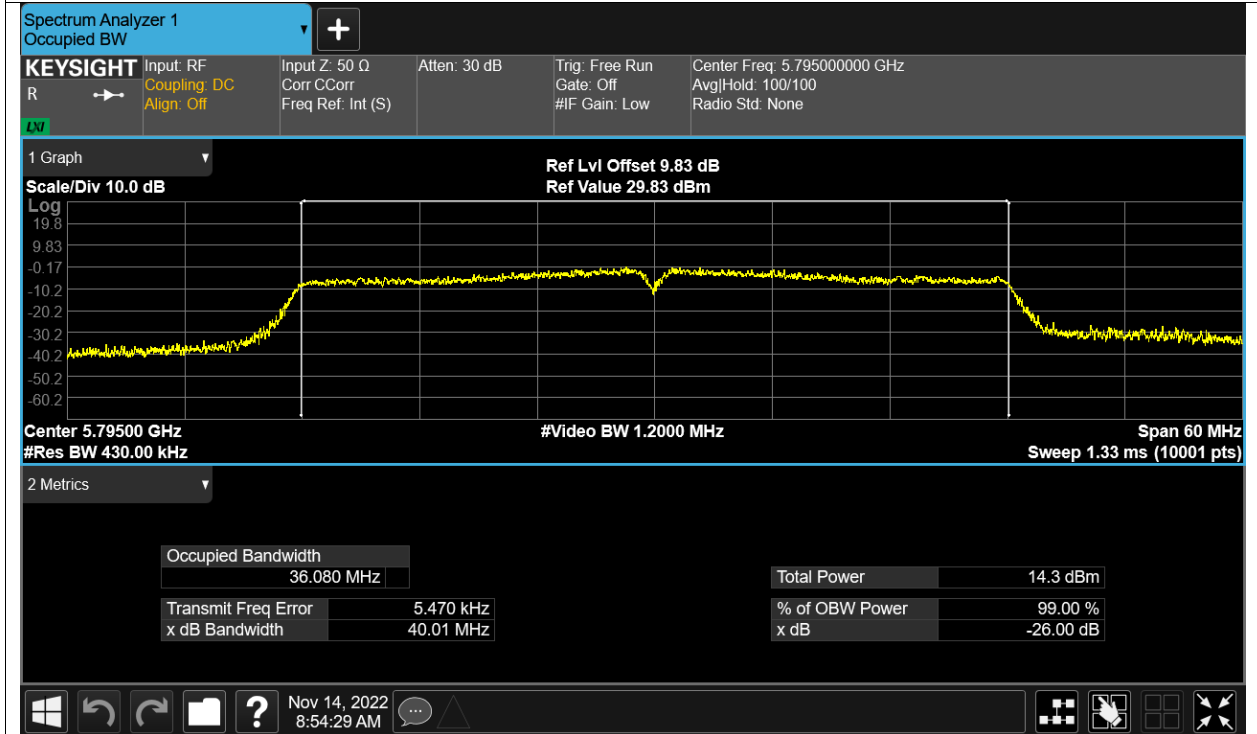 Spectrum Analyzer 1
Occupied BW
KEYSIGHT
R
LXI
Input: RF
Coupling: DC
Align: Off
Input Z: 50 Ω
Corr CCorr
Freq Ref: Int (S)
Atten: 30 dB
Trig: Free Run
Gate: Off
#IF Gain: Low
Center Freq: 5.795000000 GHz
Avg|Hold: 100/100
Radio Std: None
1 Graph
Ref Lvl Offset 9.83 dB
Scale/Div 10.0 dB
Ref Value 29.83 dBm
Log
19.8
9.83
-0.17
-10.2
-20.2
-30.2
-40.2
-50.2
-60.2
Center 5.79500 GHz
#Video BW 1.2000 MHz
Span 60 MHz
#Res BW 430.00 kHz
Sweep 1.33 ms (10001 pts)
2 Metrics
Occupied Bandwidth
36.080 MHz
Total Power 14.3 dBm
Transmit Freq Error 5.470 kHz
% of OBW Power 99.00 %
x dB Bandwidth 40.01 MHz
x dB -26.00 dB
?
Nov 14, 2022
8:54:29 AM